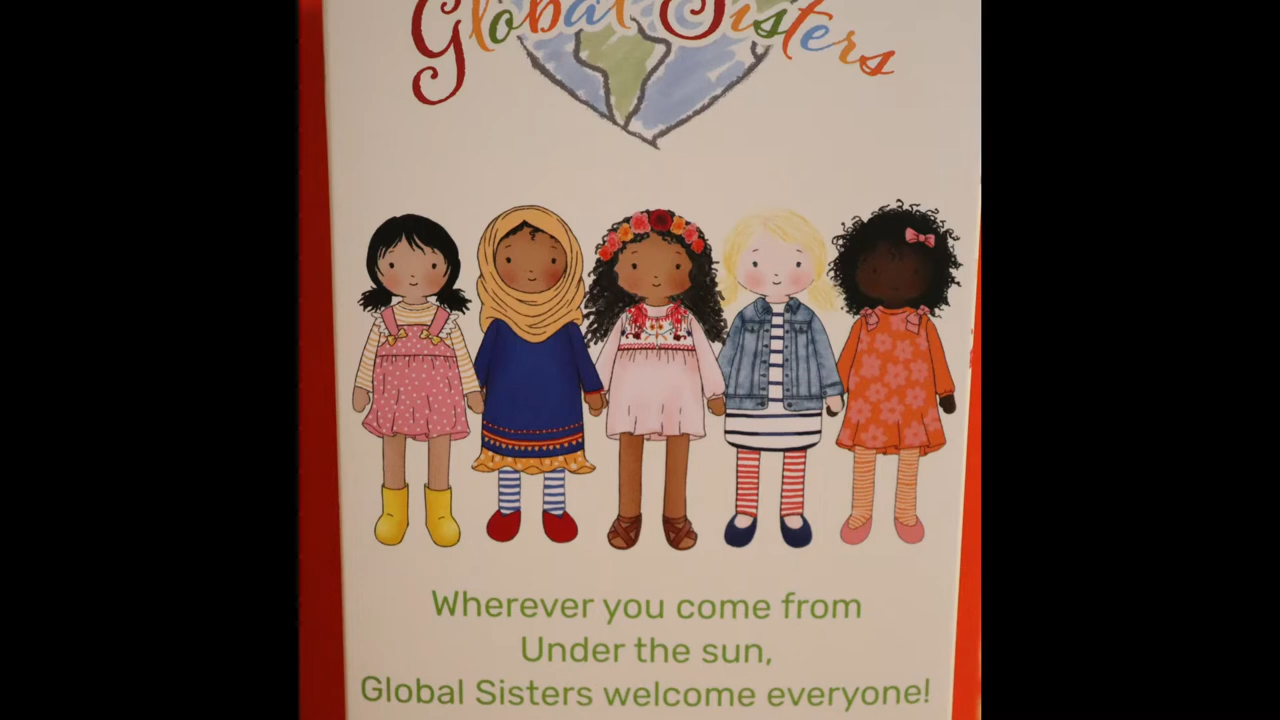 Global Sisters
Wherever you come from
Under the sun,
Global Sisters welcome everyone!